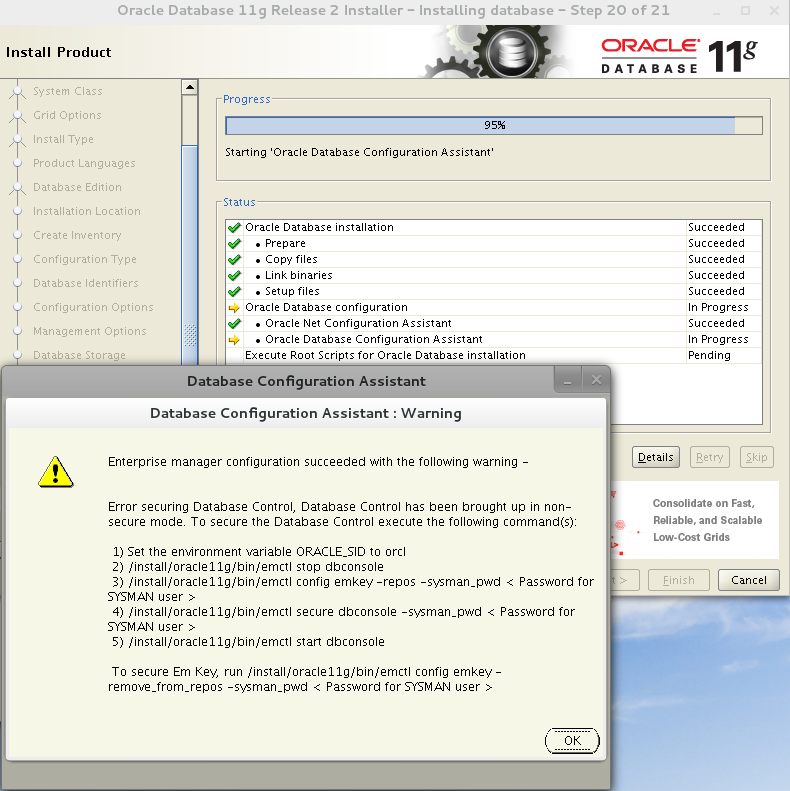 Oracle Database 11g Release 2 Installer - Installing database - Step 20 of 21
Install Product
ORACLE
DATABASE
11g
System Class
Grid Options
Install Type
Product Languages
Database Edition
Installation Location
Create Inventory
Configuration Type
Database Identifiers
Configuration Options
Management Options
Database Storage
Progress
95%
Starting 'Oracle Database Configuration Assistant'
Status
Oracle Database installation Succeeded
• Prepare Succeeded
• Copy files Succeeded
• Link binaries Succeeded
• Setup files Succeeded
Oracle Database configuration In Progress
• Oracle Net Configuration Assistant Succeeded
• Oracle Database Configuration Assistant In Progress
Execute Root Scripts for Oracle Database installation Pending
Details
Retry
Skip
Consolidate on Fast,
Reliable, and Scalable
Low-Cost Grids
>
Finish
Cancel
Database Configuration Assistant
Database Configuration Assistant : Warning
Enterprise manager configuration succeeded with the following warning -
Error securing Database Control, Database Control has been brought up in non-
secure mode. To secure the Database Control execute the following command(s):
1) Set the environment variable ORACLE_SID to orcl
2) /install/oracle11g/bin/emctl stop dbconsole
3) /install/oracle11g/bin/emctl config emkey -repos -sysman_pwd < Password for
SYSMAN user >
4) /install/oracle11g/bin/emctl secure dbconsole -sysman_pwd < Password for
SYSMAN user >
5) /install/oracle11g/bin/emctl start dbconsole
To secure Em Key, run /install/oracle11g/bin/emctl config emkey -
remove_from_repos -sysman_pwd < Password for SYSMAN user >
OK